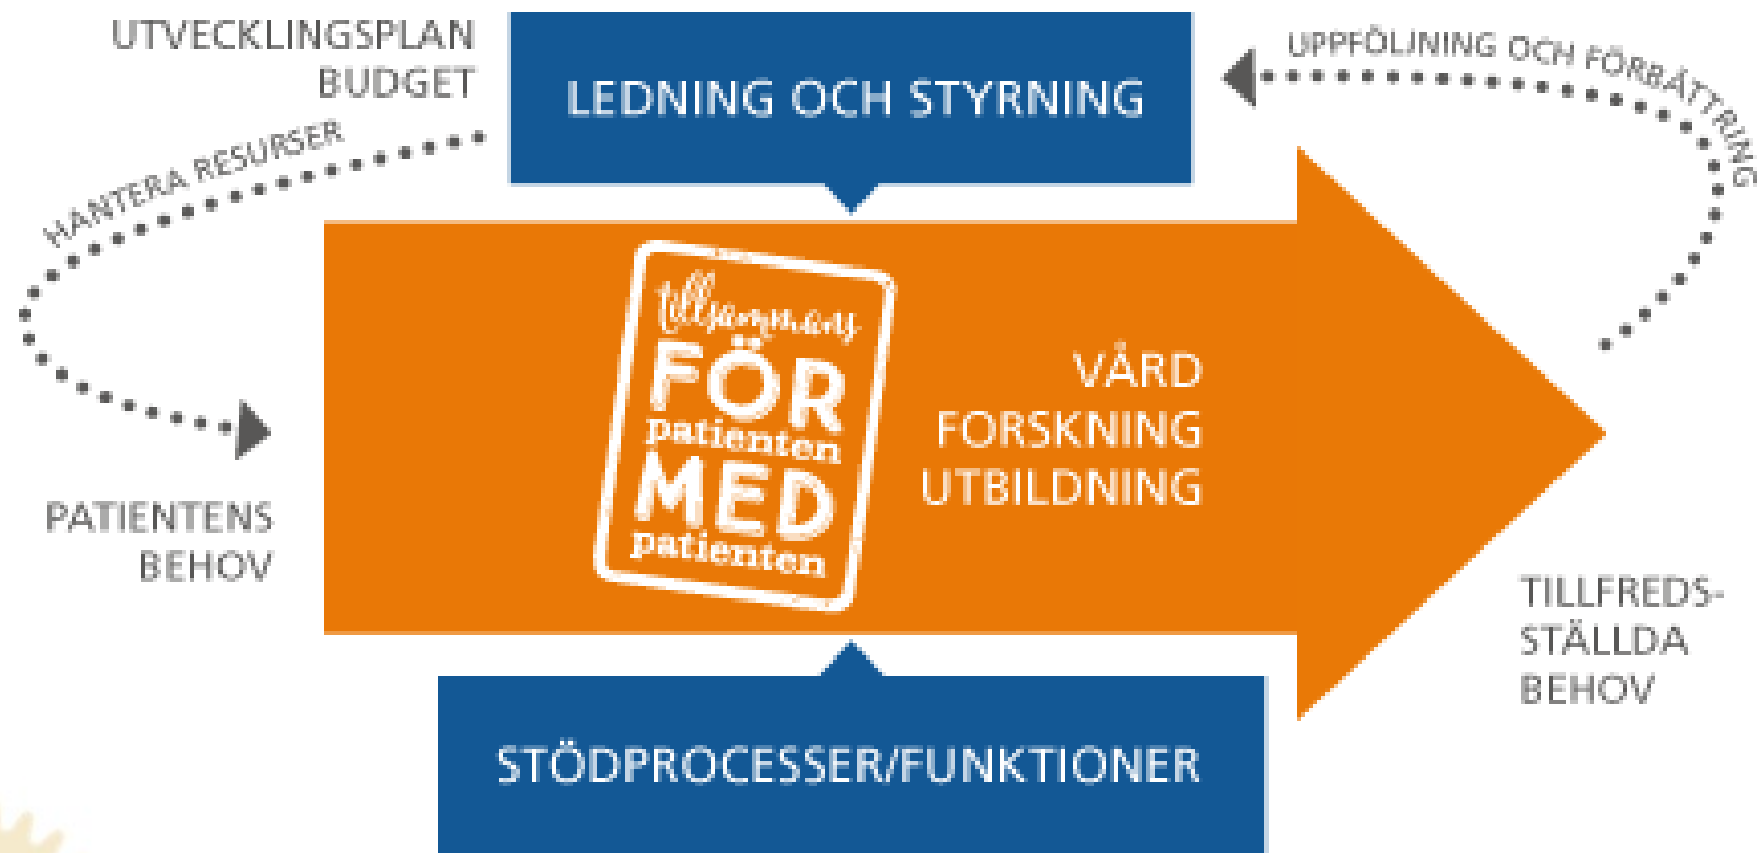 UTVECKLINGSPLAN
BUDGET
LEDNING OCH STYRNING
UPPFÖLJNING OCH FÖRBÄTTRING
HANTERA RESURSER
tillsammans
FÖR
patienten
MED
patienten
VÅRD
FORSKNING
UTBILDNING
PATIENTENS
BEHOV
TILLFREDS-
STÄLLDA
BEHOV
STÖDPROCESSER/FUNKTIONER